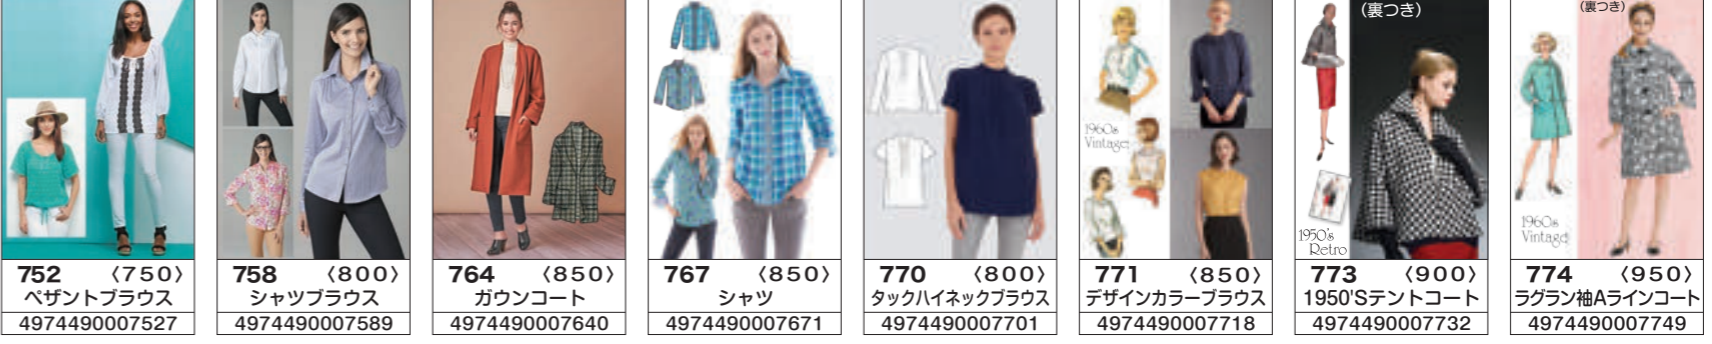 752 〈750〉
ペザントブラウス
4974490007527
758 〈800〉
シャツブラウス
4974490007589
764 〈850〉
ガウンコート
4974490007640
767 〈850〉
シャツ
4974490007671
770 〈800〉
タックハイネックブラウス
4974490007701
1960s
Vintage
771 〈850〉
デザインカラーブラウス
4974490007718
(裏つき)
1950's
Retro
773 〈900〉
1950'Sテントコート
4974490007732
(裏つき)
1960s
Vintage
774 〈950〉
ラグラン袖Aラインコート
4974490007749